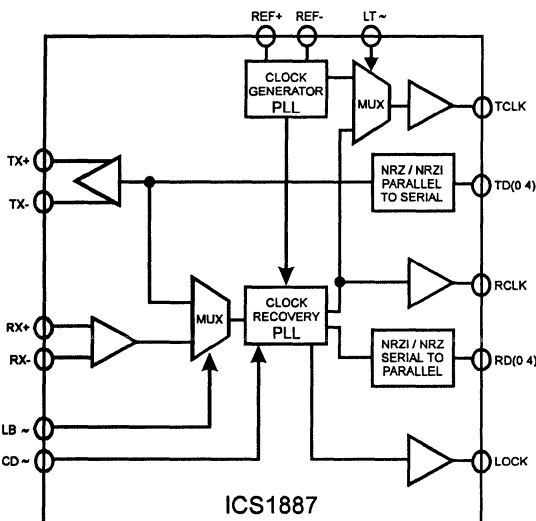 REF+ REF- LT ~
CLOCK
GENERATOR
PLL
MUX
TCLK
TX+
TX-
NRZ / NRZI
PARALLEL
TO SERIAL
TD(0 4)
MUX
CLOCK
RECOVERY
PLL
RCLK
RX+
RX-
NRZI / NRZ
SERIAL TO
PARALLEL
RD(0 4)
LB ~
CD ~
LOCK
ICS1887